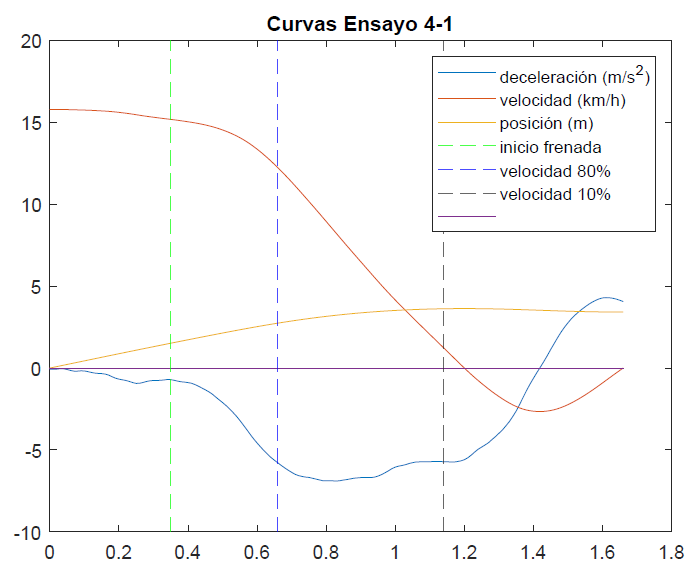 Curvas Ensayo 4-1
20
15
10
5
0
-5
-10
deceleración (m/s²)
velocidad (km/h)
posición (m)
inicio frenada
velocidad 80%
velocidad 10%
0 0.2 0.4 0.6 0.8 1 1.2 1.4 1.6 1.8